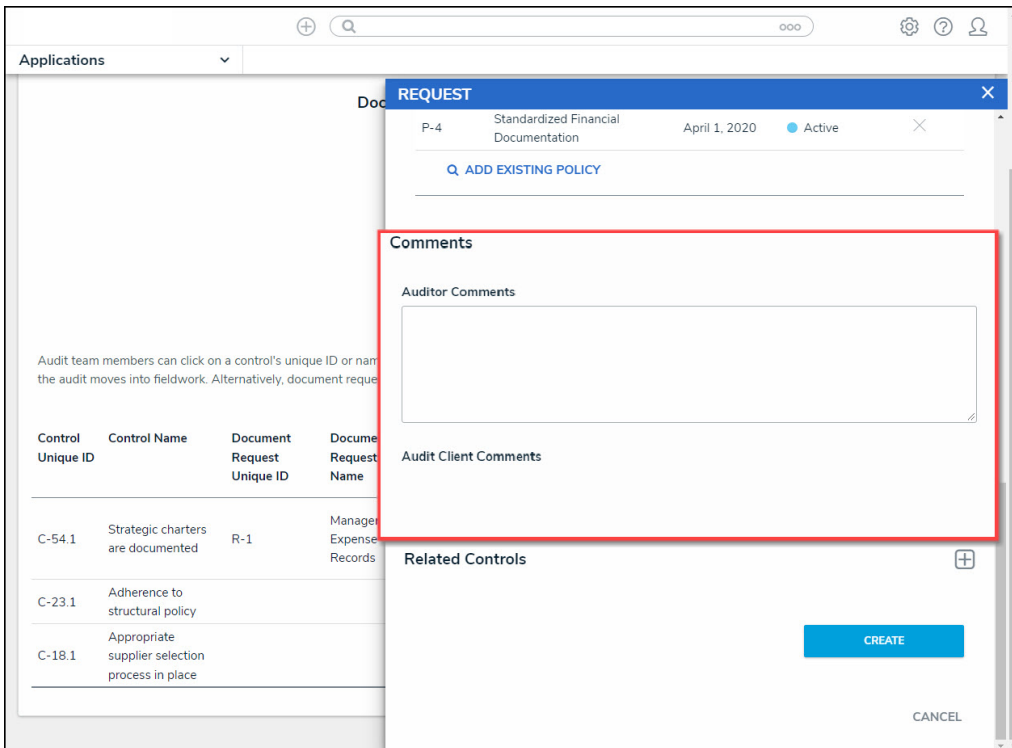 ooo
Applications
Doc
REQUEST
P-4 Standardized Financial April 1, 2020 Active
Documentation
ADD EXISTING POLICY
Comments
Auditor Comments
Audit Client Comments
Related Controls
CREATE
CANCEL
Audit team members can click on a control's unique ID or nam
the audit moves into fieldwork. Alternatively, document reque
Control Control Name Document Docume
Unique ID Request Request
Unique ID Name
C-54.1 Strategic charters R-1 Manager
are documented Expense
Records
C-23.1 Adherence to
structural policy
C-18.1 Appropriate
supplier selection
process in place